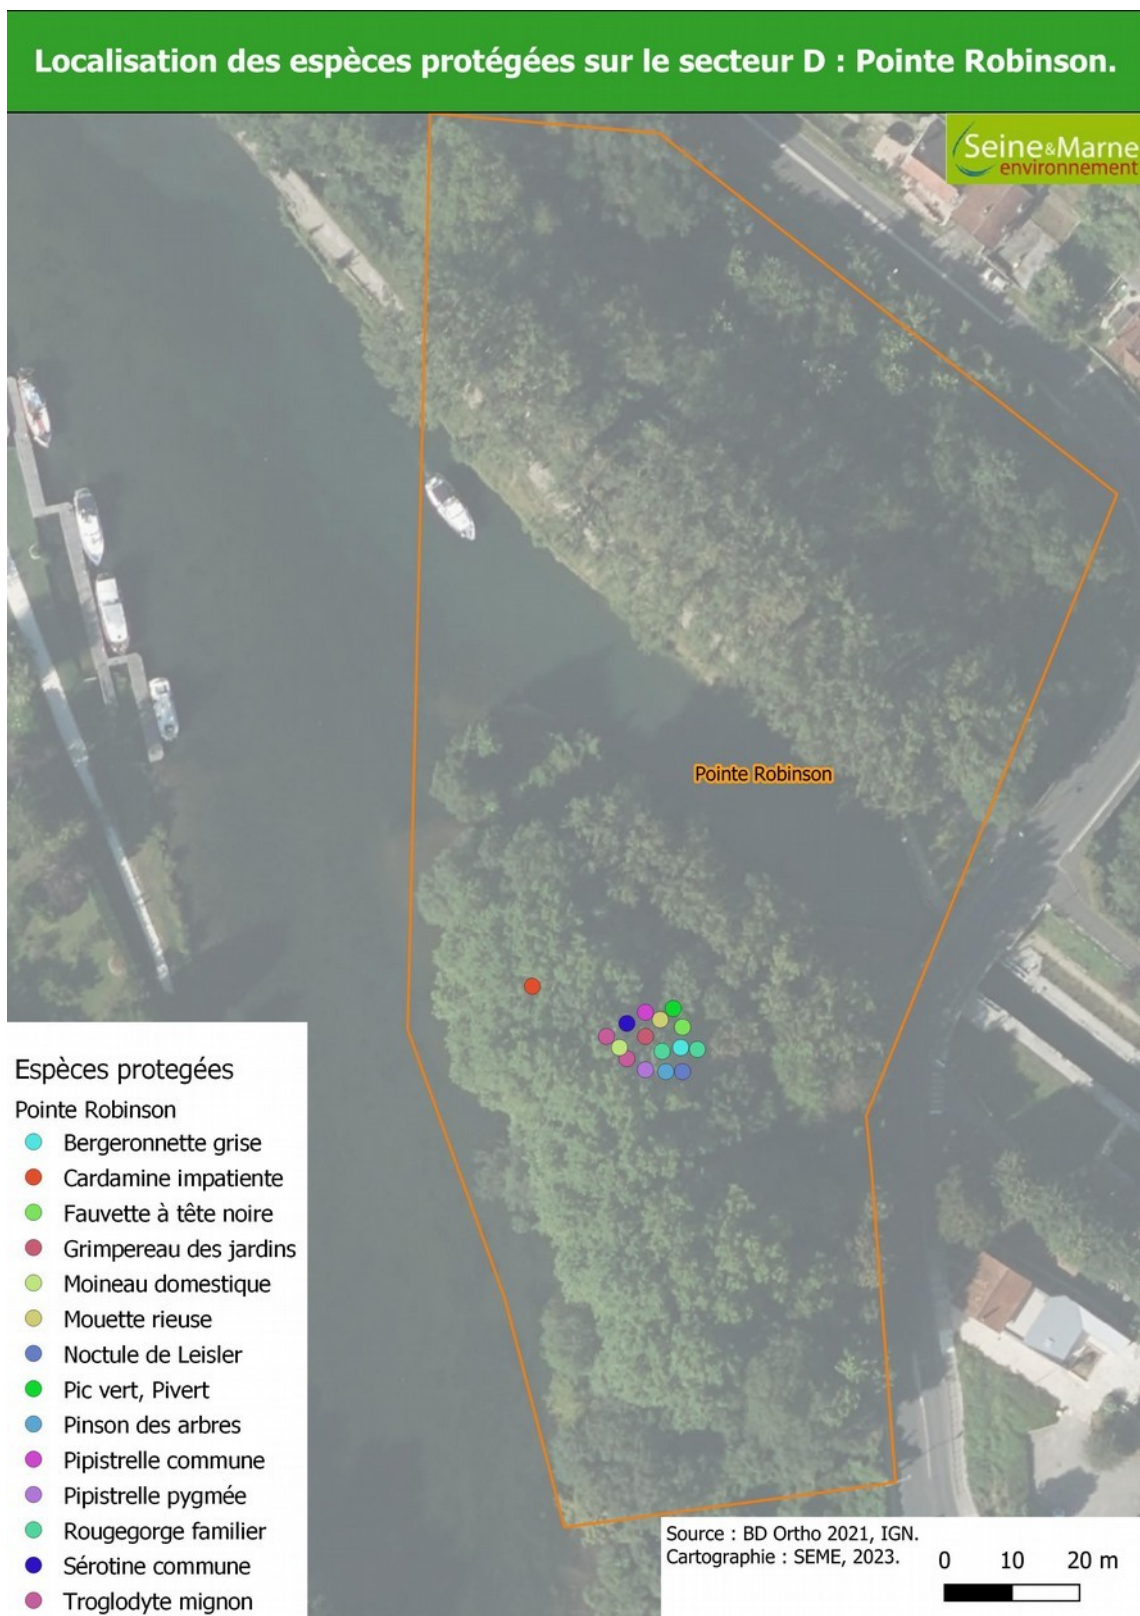 Localisation des espèces protégées sur le secteur D : Pointe Robinson.
Seine&Marne
environnement
Pointe Robinson
Espèces protegées
Pointe Robinson
Bergeronnette grise
Cardamine impatiente
Fauvette à tête noire
Grimpereau des jardins
Moineau domestique
Mouette rieuse
Noctule de Leisler
Pic vert, Pivert
Pinson des arbres
Pipistrelle commune
Pipistrelle pygmée
Rougegorge familier
Sérotine commune
Troglodyte mignon
Source : BD Ortho 2021, IGN.
Cartographie : SEME, 2023.
0 10 20 m